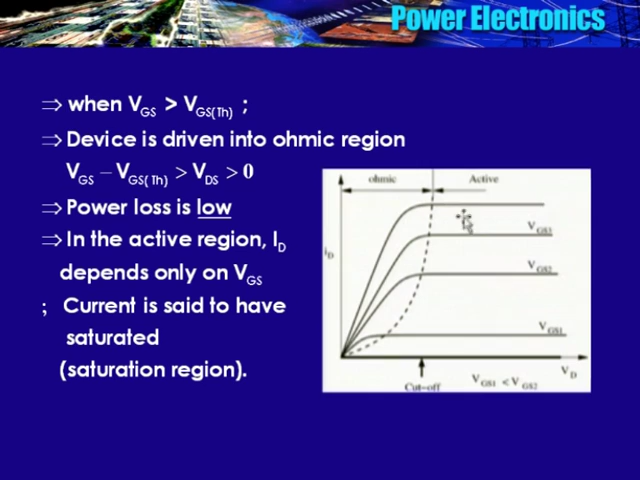 Power Electronics
⇒ when VGS > VGS(Th) ;
⇒ Device is driven into ohmic region
VGS – VGS(Th) > VDS > 0
⇒ Power loss is low
⇒ In the active region, ID
depends only on VGS
; Current is said to have
saturated
(saturation region).
ohmic Active
VGS3
iD
VGS2
VGS1
VD
Cut-off
VGS1 < VGS2